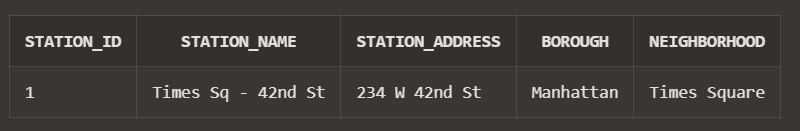 STATION_ID STATION_NAME STATION_ADDRESS BOROUGH NEIGHBORHOOD
1 Times Sq - 42nd St 234 W 42nd St Manhattan Times Square